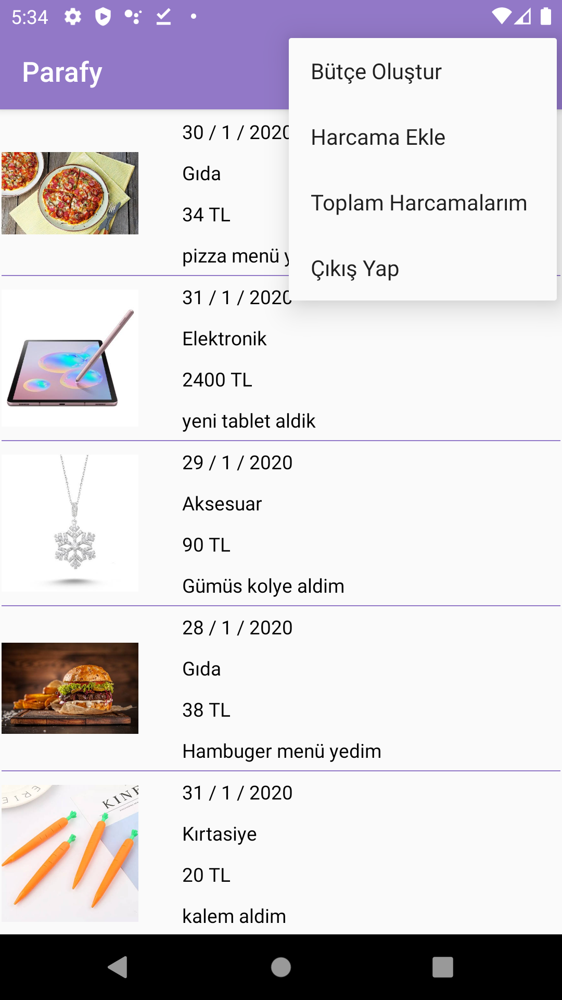 5:34
Parafy
Bütçe Oluştur
Harcama Ekle
Toplam Harcamalarım
Çıkış Yap
30 / 1 / 2020
Gıda
34 TL
pizza menü
31 / 1 / 2020
Elektronik
2400 TL
yeni tablet aldik
29 / 1 / 2020
Aksesuar
90 TL
Gümüs kolye aldim
28 / 1 / 2020
Gıda
38 TL
Hambuger menü yedim
31 / 1 / 2020
Kırtasiye
20 TL
kalem aldim